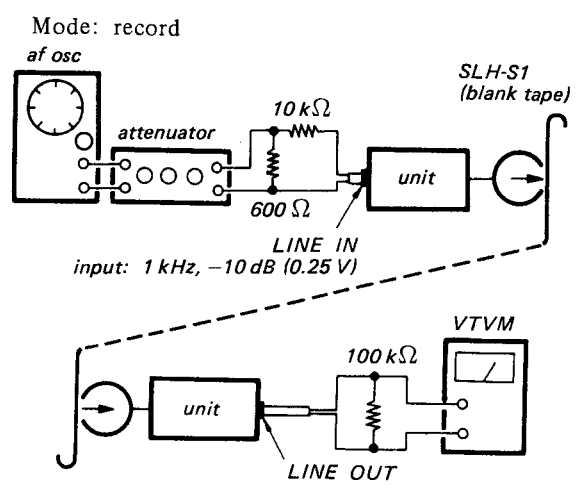 Mode: record
af osc
SLH-S1
(blank tape)
attenuator
10 kΩ
unit
600 Ω
LINE IN
input: 1 kHz, −10 dB (0.25 V)
VTVM
100 kΩ
unit
LINE OUT